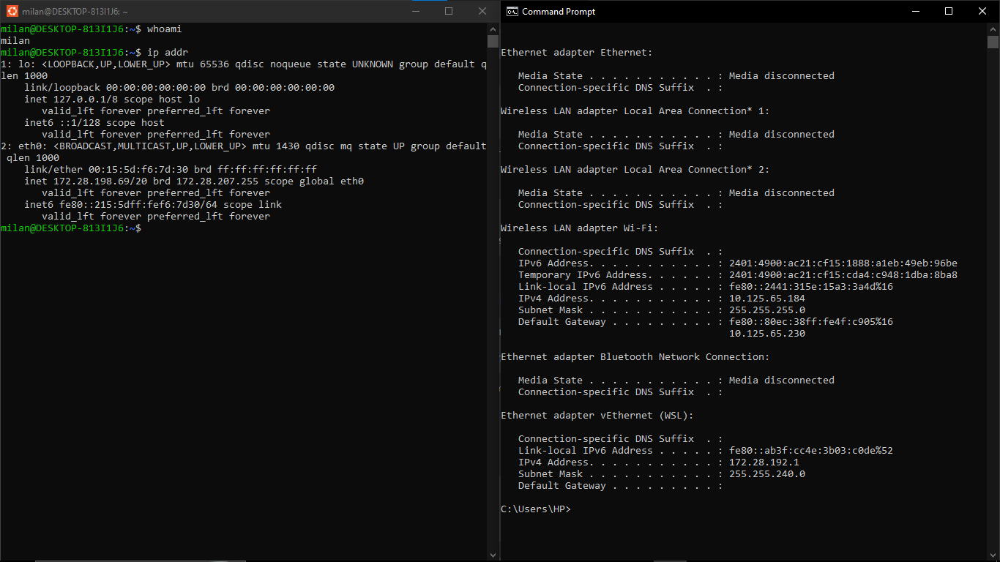 milan@DESKTOP-813I1J6: ~
milan@DESKTOP-813I1J6:~$ whoami
milan
milan@DESKTOP-813I1J6:~$ ip addr
1: lo: <LOOPBACK,UP,LOWER_UP> mtu 65536 qdisc noqueue state UNKNOWN group default q
len 1000
    link/loopback 00:00:00:00:00:00 brd 00:00:00:00:00:00
    inet 127.0.0.1/8 scope host lo
       valid_lft forever preferred_lft forever
    inet6 ::1/128 scope host
       valid_lft forever preferred_lft forever
2: eth0: <BROADCAST,MULTICAST,UP,LOWER_UP> mtu 1430 qdisc mq state UP group default
 qlen 1000
    link/ether 00:15:5d:f6:7d:30 brd ff:ff:ff:ff:ff:ff
    inet 172.28.198.69/20 brd 172.28.207.255 scope global eth0
       valid_lft forever preferred_lft forever
    inet6 fe80::215:5dff:fef6:7d30/64 scope link
       valid_lft forever preferred_lft forever
milan@DESKTOP-813I1J6:~$
Command Prompt
Ethernet adapter Ethernet:
   Media State . . . . . . . . . . . : Media disconnected
   Connection-specific DNS Suffix  . :
Wireless LAN adapter Local Area Connection* 1:
   Media State . . . . . . . . . . . : Media disconnected
   Connection-specific DNS Suffix  . :
Wireless LAN adapter Local Area Connection* 2:
   Media State . . . . . . . . . . . : Media disconnected
   Connection-specific DNS Suffix  . :
Wireless LAN adapter Wi-Fi:
   Connection-specific DNS Suffix  . :
   IPv6 Address. . . . . . . . . . . : 2401:4900:ac21:cf15:1888:a1eb:49eb:96be
   Temporary IPv6 Address. . . . . . : 2401:4900:ac21:cf15:cda4:c948:1dba:8ba8
   Link-local IPv6 Address . . . . . : fe80::2441:315e:15a3:3a4d%16
   IPv4 Address. . . . . . . . . . . : 10.125.65.184
   Subnet Mask . . . . . . . . . . . : 255.255.255.0
   Default Gateway . . . . . . . . . : fe80::80ec:38ff:fe4f:c905%16
                                       10.125.65.230
Ethernet adapter Bluetooth Network Connection:
   Media State . . . . . . . . . . . : Media disconnected
   Connection-specific DNS Suffix  . :
Ethernet adapter vEthernet (WSL):
   Connection-specific DNS Suffix  . :
   Link-local IPv6 Address . . . . . : fe80::ab3f:cc4e:3b03:c0de%52
   IPv4 Address. . . . . . . . . . . : 172.28.192.1
   Subnet Mask . . . . . . . . . . . : 255.255.240.0
   Default Gateway . . . . . . . . . :
C:\Users\HP>